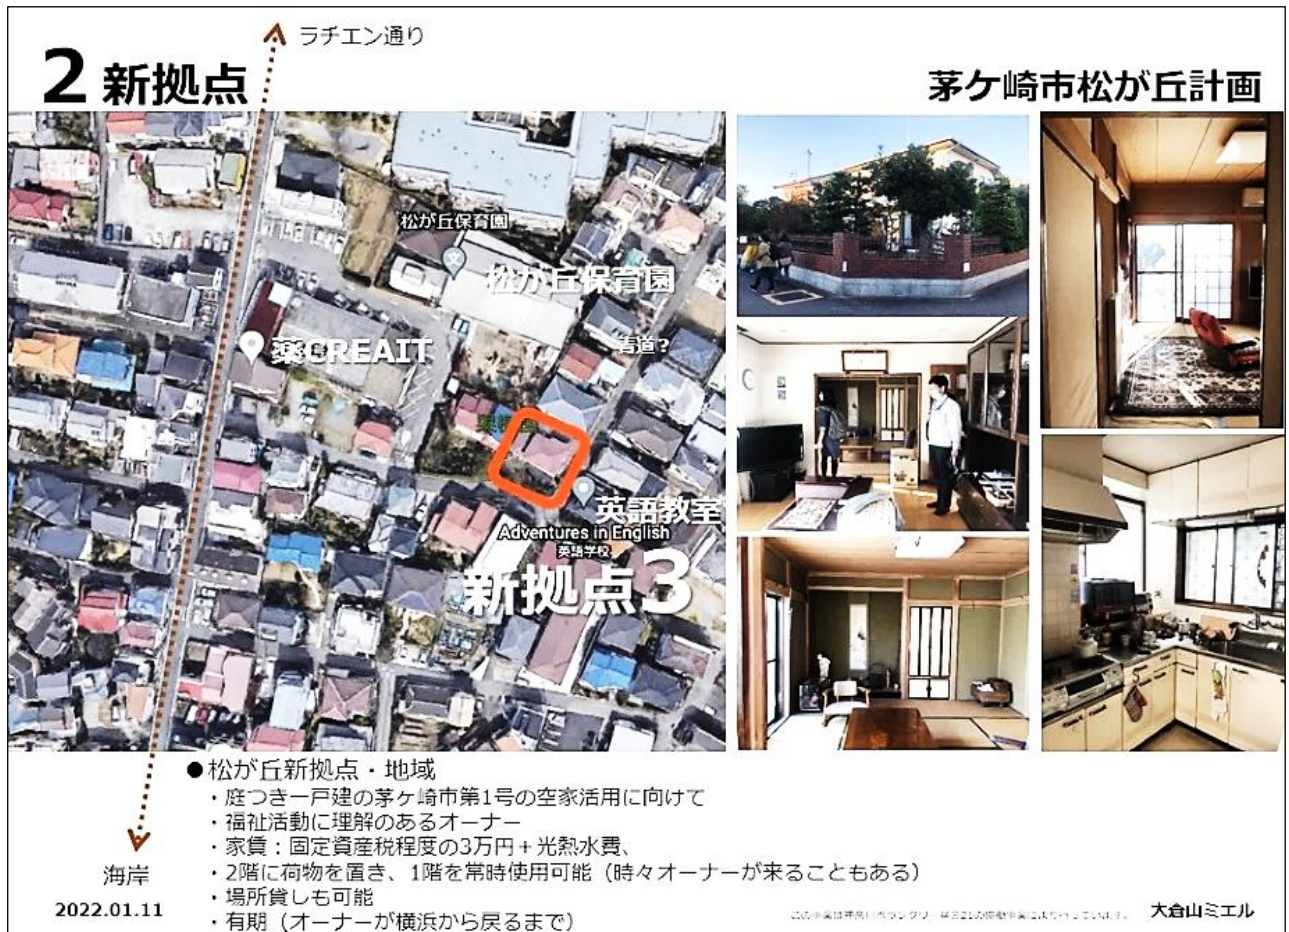 ラチエン通り
2 新拠点
茅ケ崎市松が丘計画
松が丘保育園
松が丘保育園
薬CREAIT
青道?
英語教室
Adventures in English
英語学校
新拠点3
●松が丘新拠点・地域
・庭つき一戸建の茅ヶ崎市第1号の空家活用に向けて
・福祉活動に理解のあるオーナー
・家賃：固定資産税程度の3万円＋光熱水費、
・2階に荷物を置き、1階を常時使用可能（時々オーナーが来ることもある）
・場所貸しも可能
・有期（オーナーが横浜から戻るまで）
海岸
2022.01.11
大倉山ミエル